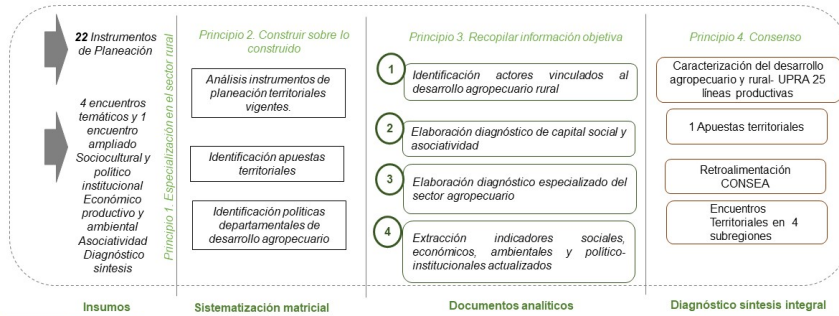 22 Instrumentos
de Planeación
4 encuentros
temáticos y 1
encuentro
ampliado
Sociocultural y
político
institucional
Económico
productivo y
ambiental
Asociatividad
Diagnóstico
síntesis
Insumos
Principio 1. Especialización en el sector rural
Principio 2. Construir sobre lo
construido
Análisis instrumentos de
planeación territoriales
vigentes.
Identificación apuestas
territoriales
Identificación políticas
departamentales de
desarrollo agropecuario
Sistematización matricial
Principio 3. Recopilar información objetiva
1
Identificación actores vinculados al
desarrollo agropecuario rural
2
Elaboración diagnóstico de capital social y
asociatividad
3
Elaboración diagnóstico especializado del
sector agropecuario
4
Extracción indicadores sociales,
económicos, ambientales y político-
institucionales actualizados
Documentos analíticos
Principio 4. Consenso
Caracterización del desarrollo
agropecuario y rural- UPRA 25
líneas productivas
1 Apuestas territoriales
Retroalimentación
CONSEA
Encuentros
Territoriales en 4
subregiones
Diagnóstico síntesis integral